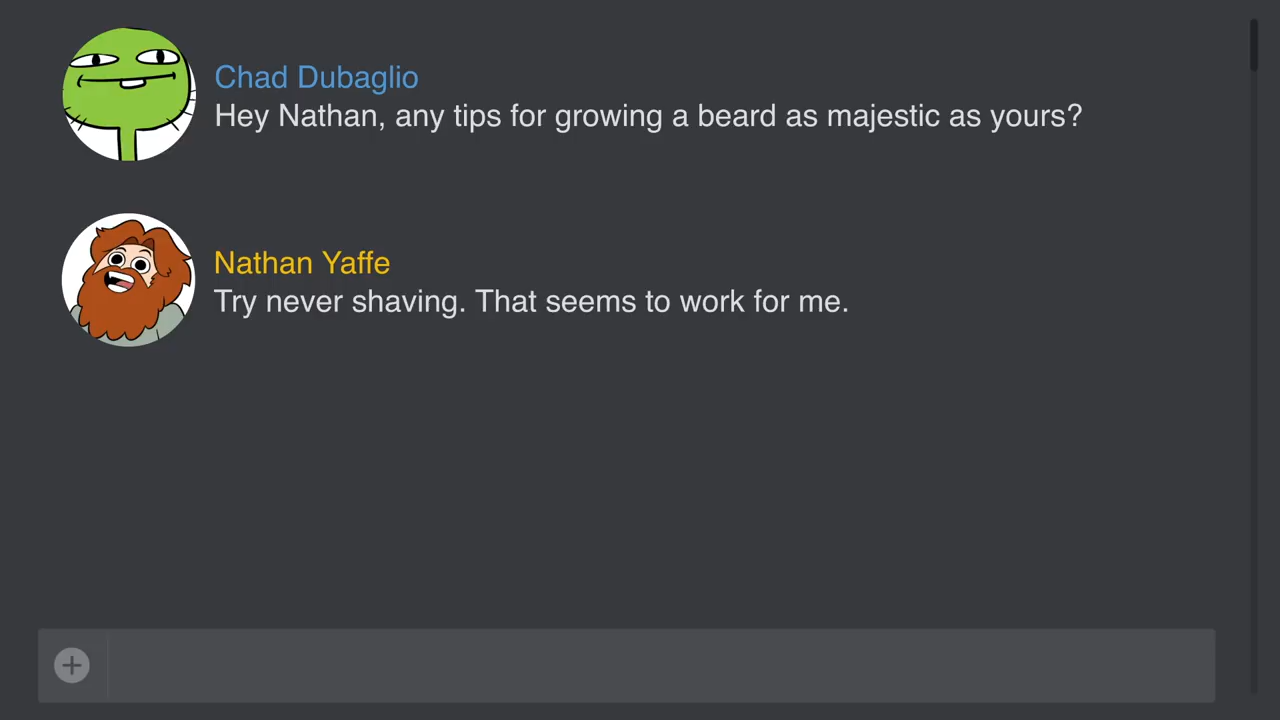 Chad Dubaglio
Hey Nathan, any tips for growing a beard as majestic as yours?
Nathan Yaffe
Try never shaving. That seems to work for me.